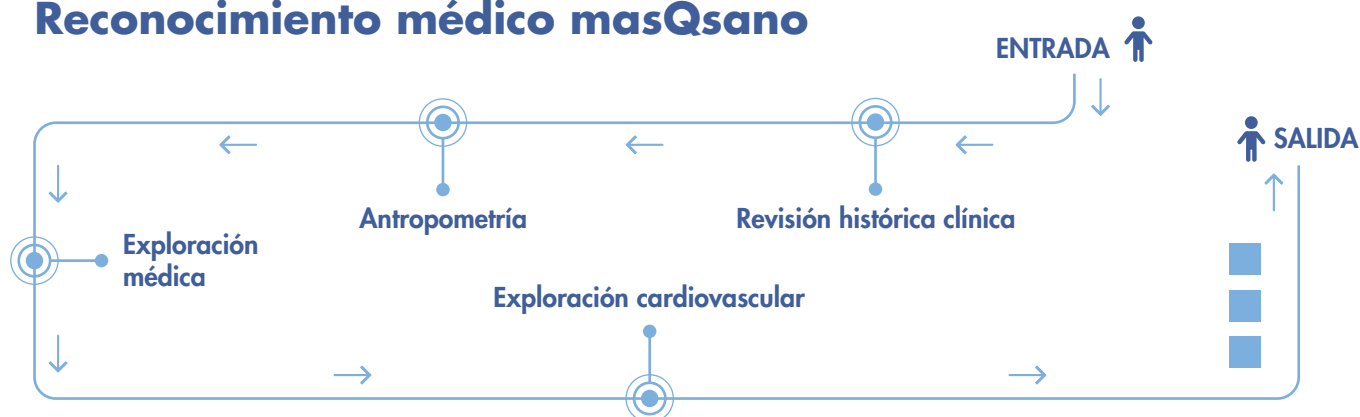 Reconocimiento médico masQsano
ENTRADA
SALIDA
Antropometría
Revisión histórica clínica
Exploración
médica
Exploración cardiovascular